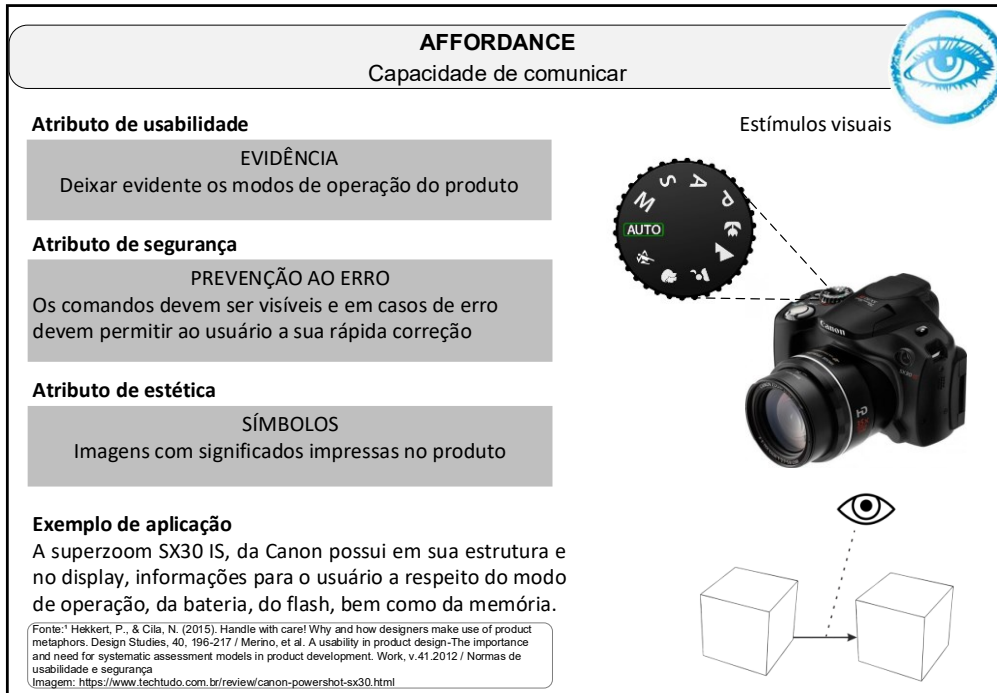 AFFORDANCE
Capacidade de comunicar
Atributo de usabilidade
EVIDÊNCIA
Deixar evidente os modos de operação do produto
Atributo de segurança
PREVENÇÃO AO ERRO
Os comandos devem ser visíveis e em casos de erro
devem permitir ao usuário a sua rápida correção
Atributo de estética
SÍMBOLOS
Imagens com significados impressas no produto
Exemplo de aplicação
A superzoom SX30 IS, da Canon possui em sua estrutura e
no display, informações para o usuário a respeito do modo
de operação, da bateria, do flash, bem como da memória.
Fonte:¹ Hekkert, P., & Cila, N. (2015). Handle with care! Why and how designers make use of product
metaphors. Design Studies, 40, 196-217 / Merino, et al. A usability in product design-The importance
and need for systematic assessment models in product development. Work, v.41.2012 / Normas de
usabilidade e segurança
Imagem: https://www.techtudo.com.br/review/canon-powershot-sx30.html
Estímulos visuais
P
A
S
M
AUTO
Canon
SX30
HD